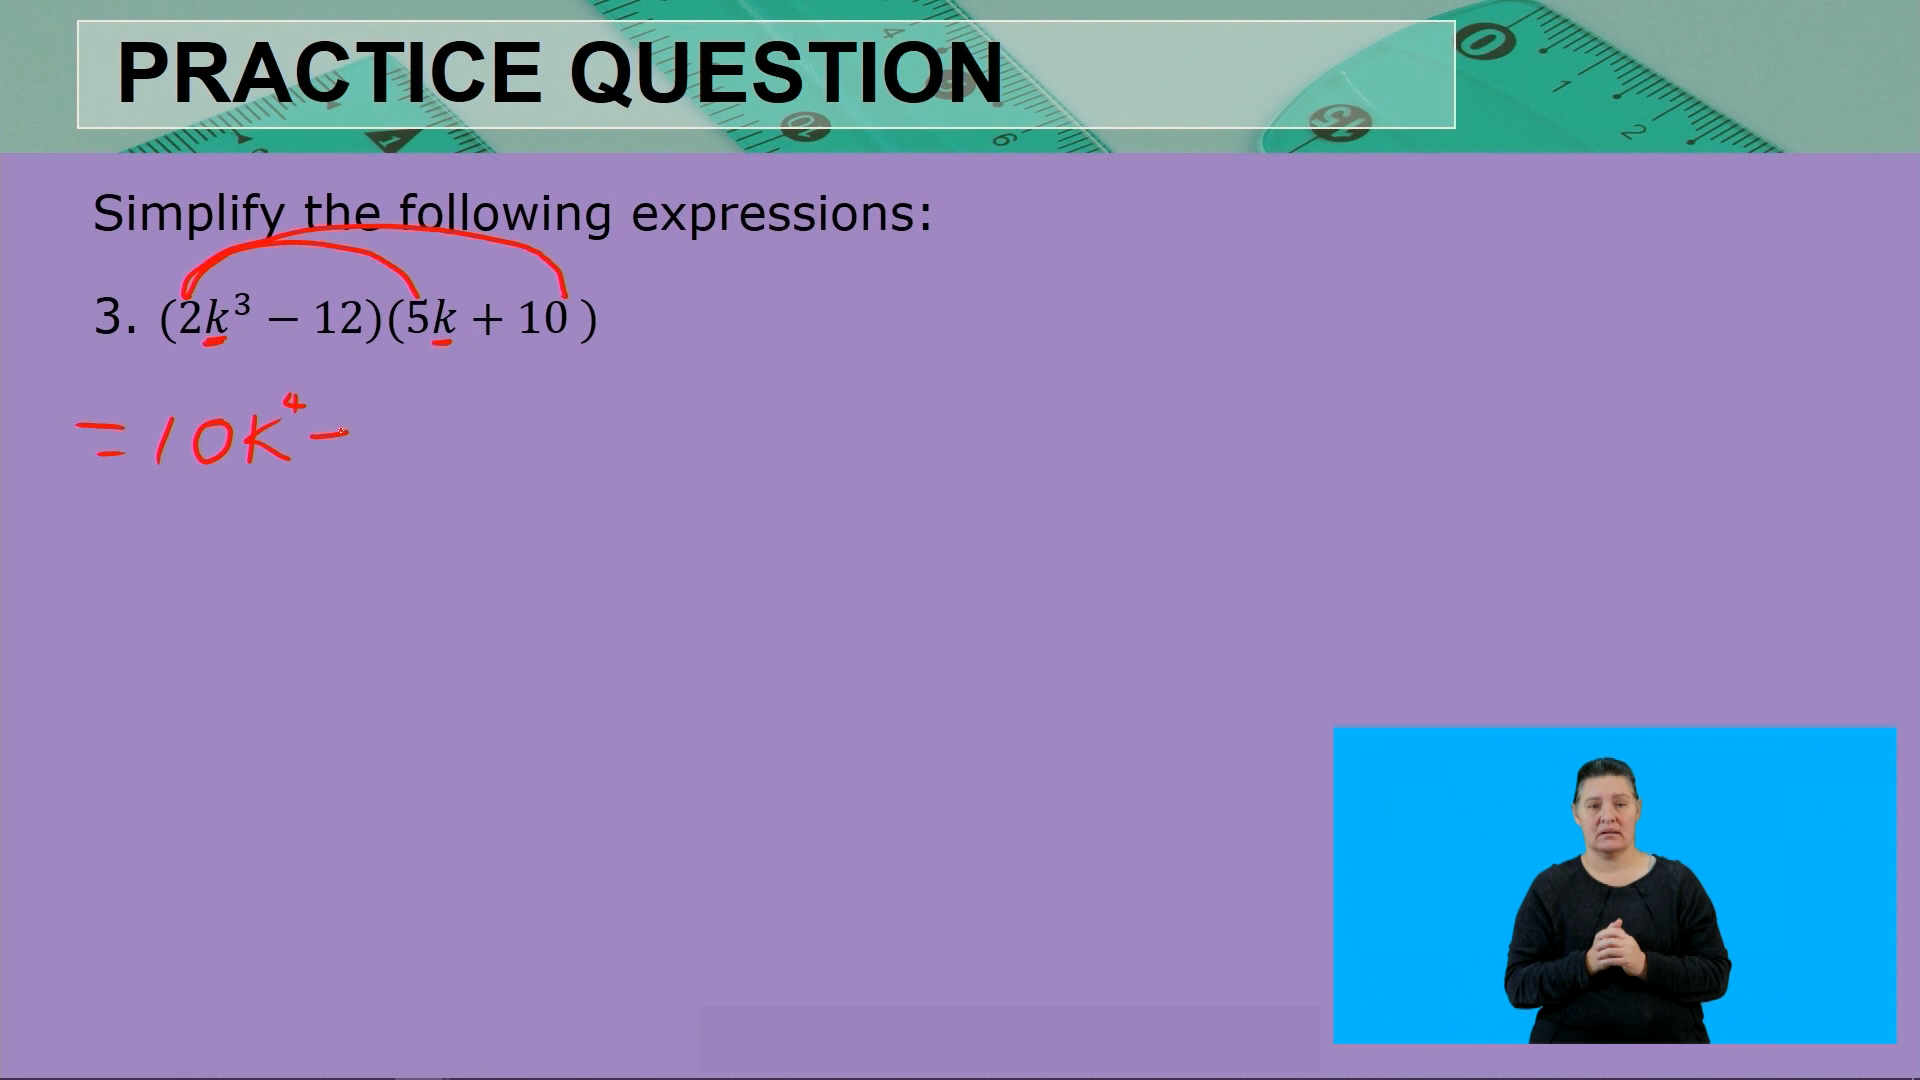 PRACTICE QUESTION
Simplify the following expressions:
3. (2k³ − 12)(5k + 10 )
= 10K⁴ −